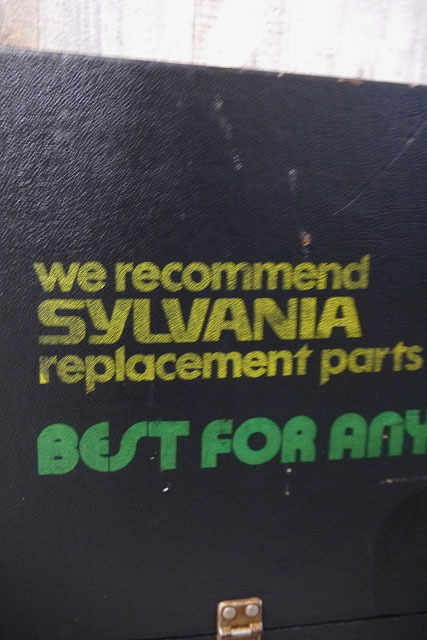 we recommend
SYLVANIA
replacement parts
BEST FOR ANY